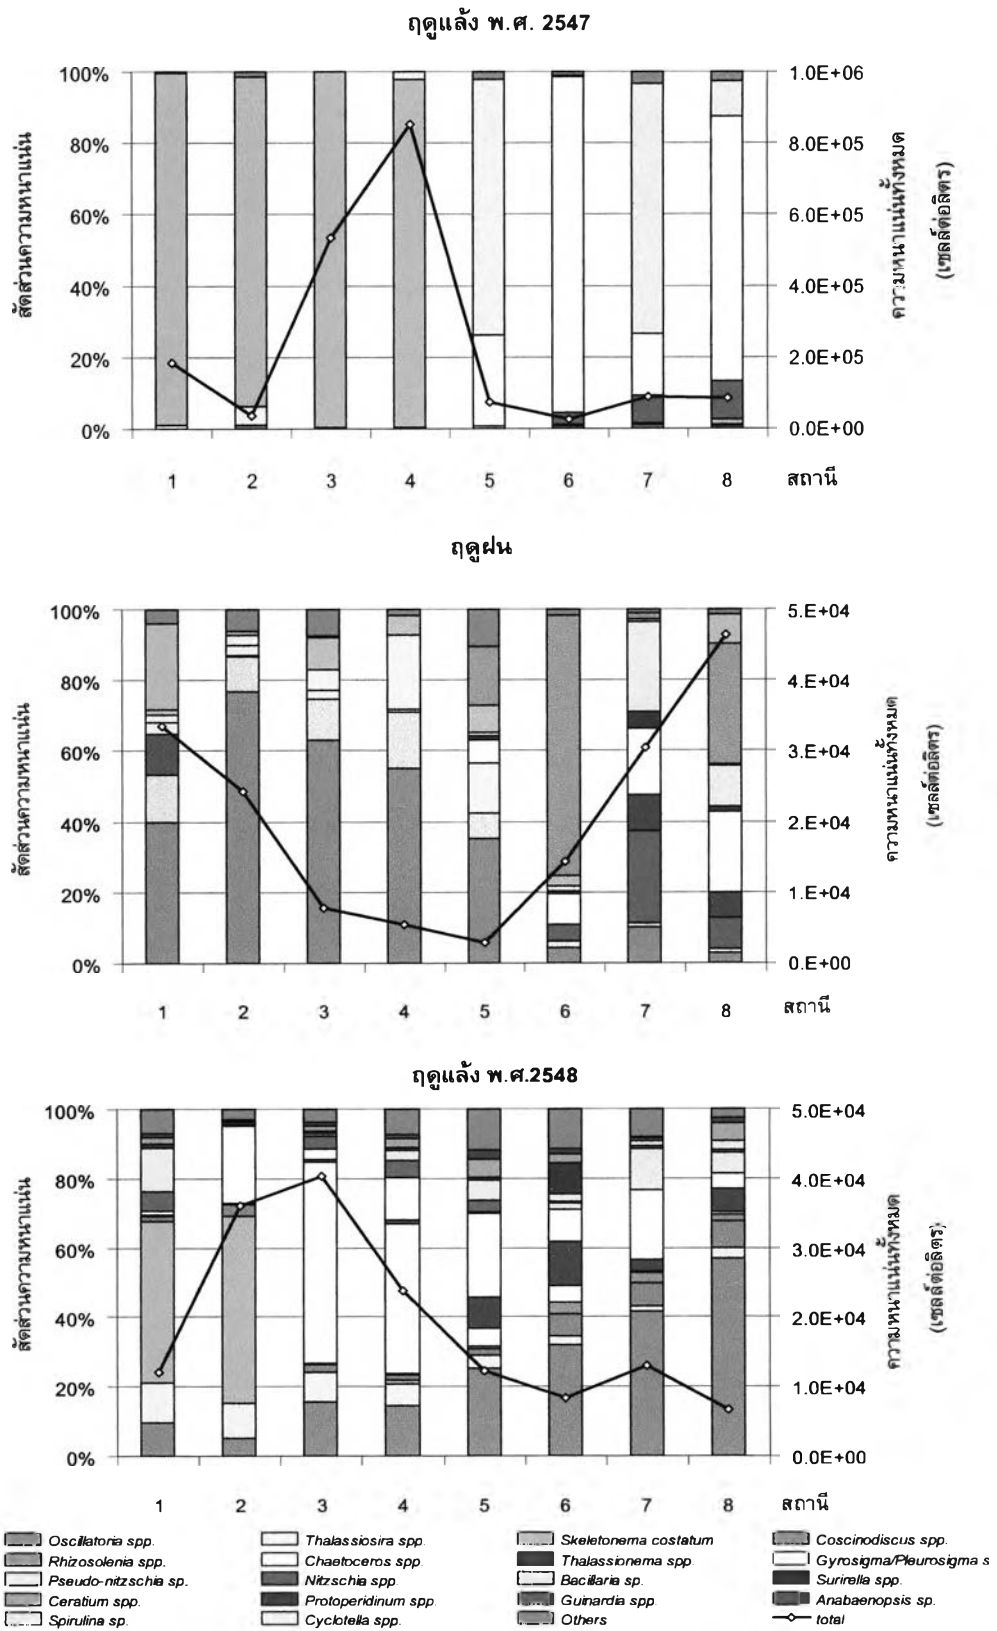 ฤดูแล้ง พ.ศ. 2547
100%
80%
60%
40%
20%
0%
1.0E+06
8.0E+05
6.0E+05
4.0E+05
2.0E+05
0.0E+00
สัดส่วนความหนาแน่น
ความหนาแน่นทั้งหมด
(เซลล์ต่อลิตร)
1 2 3 4 5 6 7 8 สถานี
ฤดูฝน
100%
80%
60%
40%
20%
0%
5.E+04
4.E+04
3.E+04
2.E+04
1.E+04
0.E+00
สัดส่วนความหนาแน่น
ความหนาแน่นทั้งหมด
(เซลล์ต่อลิตร)
1 2 3 4 5 6 7 8 สถานี
ฤดูแล้ง พ.ศ.2548
100%
80%
60%
40%
20%
0%
5.0E+04
4.0E+04
3.0E+04
2.0E+04
1.0E+04
0.0E+00
สัดส่วนความหนาแน่น
ความหนาแน่นทั้งหมด
(เซลล์ต่อลิตร)
1 2 3 4 5 6 7 8 สถานี
Oscillatoria spp. Thalassiosira spp. Skeletonema costatum Coscinodiscus spp.
Rhizosolenia spp. Chaetoceros spp. Thalassionema spp. Gyrosigma/Pleurosigma s
Pseudo-nitzschia sp. Nitzschia spp. Bacillaria sp. Surirella spp.
Ceratium spp. Protoperidinum spp. Guinardia spp. Anabaenopsis sp.
Spirulina sp. Cyclotella spp. Others total